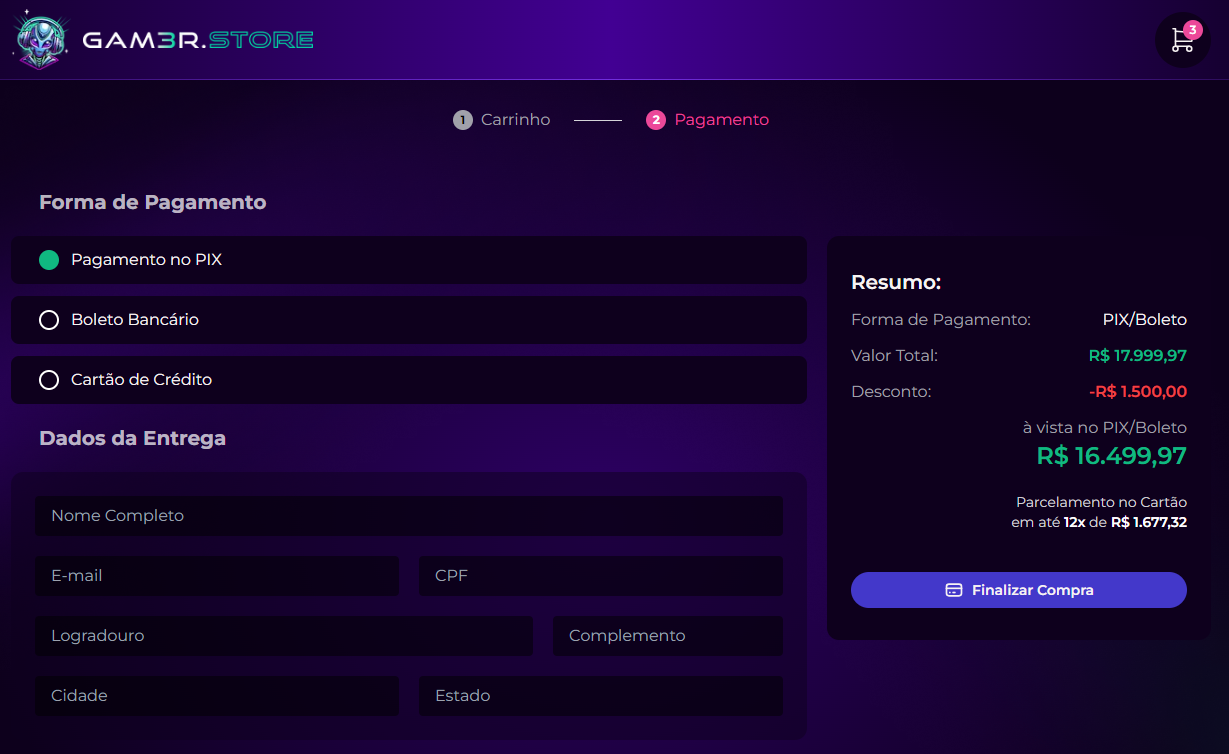 GAM3R.STORE
3
1 Carrinho
2 Pagamento
Forma de Pagamento
Pagamento no PIX
Boleto Bancário
Cartão de Crédito
Dados da Entrega
Nome Completo
E-mail
CPF
Logradouro
Complemento
Cidade
Estado
Resumo:
Forma de Pagamento: PIX/Boleto
Valor Total: R$ 17.999,97
Desconto: -R$ 1.500,00
à vista no PIX/Boleto
R$ 16.499,97
Parcelamento no Cartão
em até 12x de R$ 1.677,32
Finalizar Compra